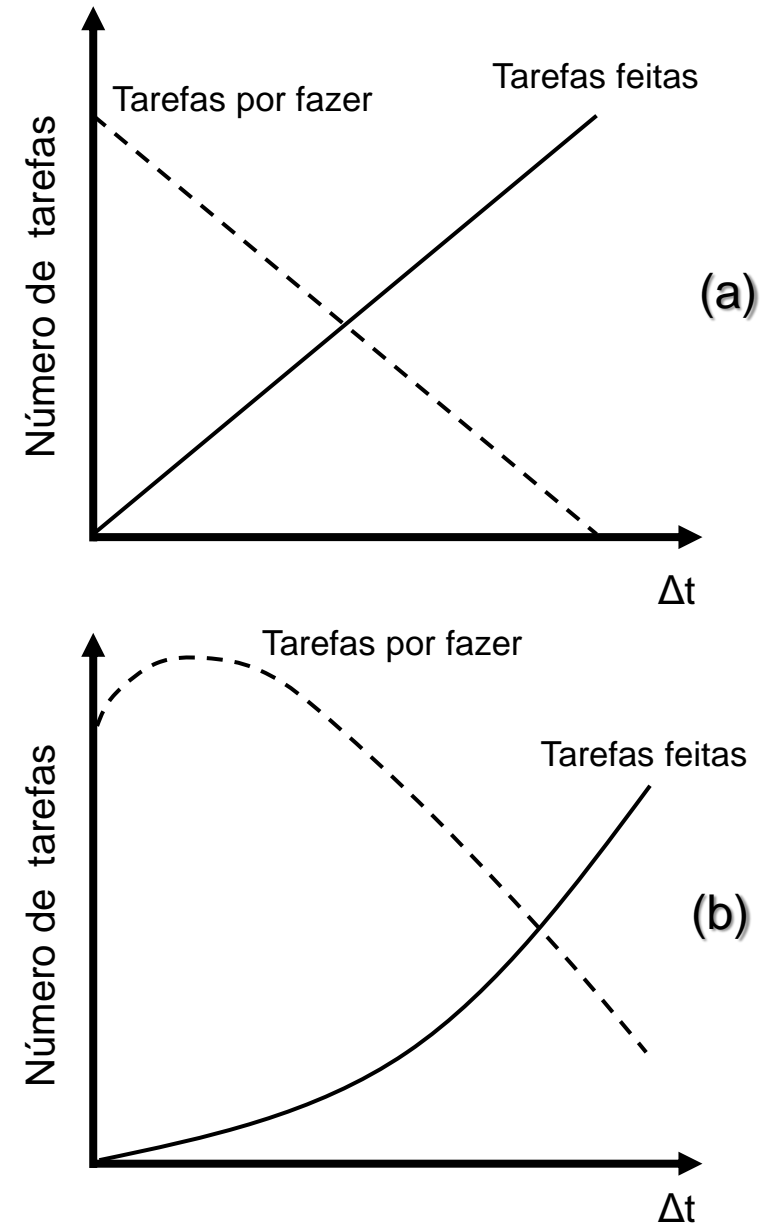 Tarefas feitas
Tarefas por fazer
Número de tarefas
(a)
Δt
Tarefas por fazer
Tarefas feitas
Número de tarefas
(b)
Δt